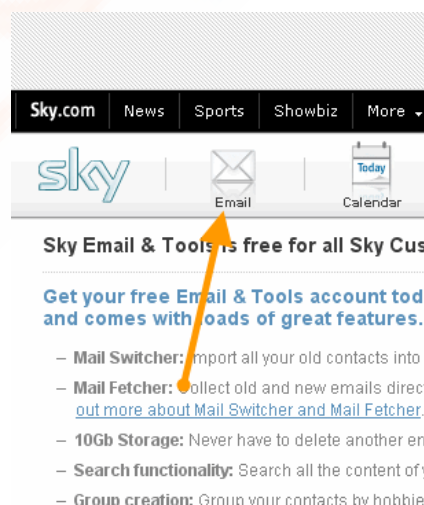 Sky.com News Sports Showbiz More
sky
Today
Email Calendar
Sky Email & Tools is free for all Sky Cus
Get your free Email & Tools account tod
and comes with loads of great features.
– Mail Switcher: Import all your old contacts into
– Mail Fetcher: Collect old and new emails direc
out more about Mail Switcher and Mail Fetcher.
– 10Gb Storage: Never have to delete another en
– Search functionality: Search all the content of
– Group creation: Group your contacts by hobbie